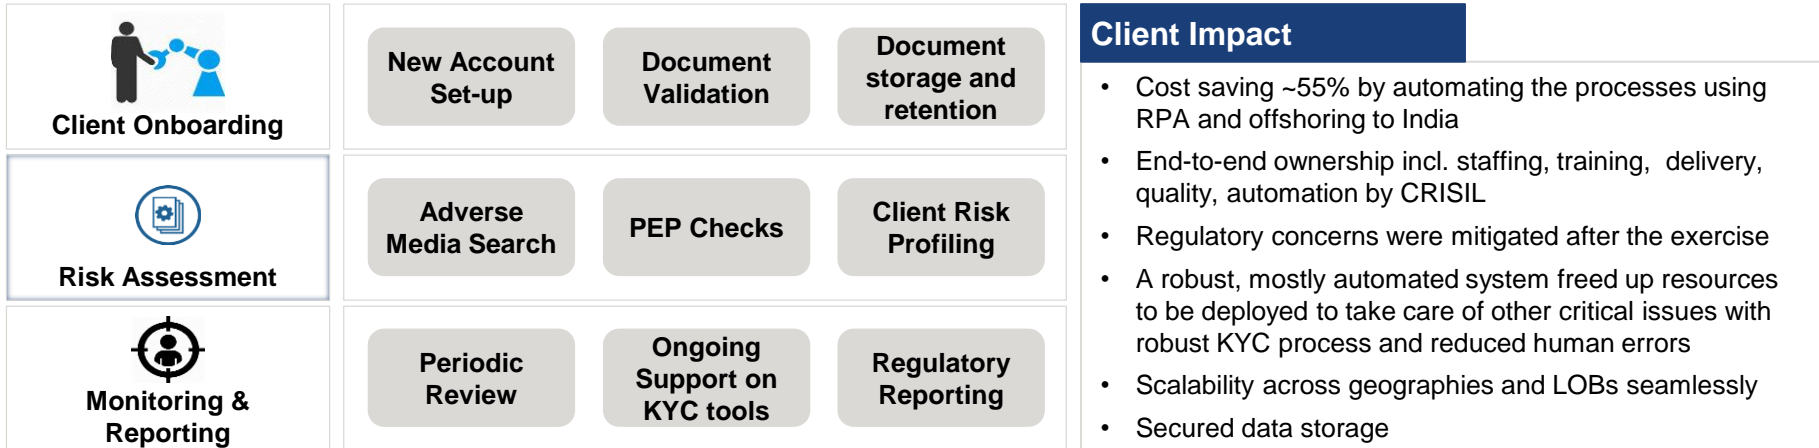 Client Onboarding
New Account
Set-up
Document
Validation
Document
storage and
retention
Risk Assessment
Adverse
Media Search
PEP Checks
Client Risk
Profiling
Monitoring &
Reporting
Periodic
Review
Ongoing
Support on
KYC tools
Regulatory
Reporting
Client Impact
• Cost saving ~55% by automating the processes using
RPA and offshoring to India
• End-to-end ownership incl. staffing, training, delivery,
quality, automation by CRISIL
• Regulatory concerns were mitigated after the exercise
• A robust, mostly automated system freed up resources
to be deployed to take care of other critical issues with
robust KYC process and reduced human errors
• Scalability across geographies and LOBs seamlessly
• Secured data storage